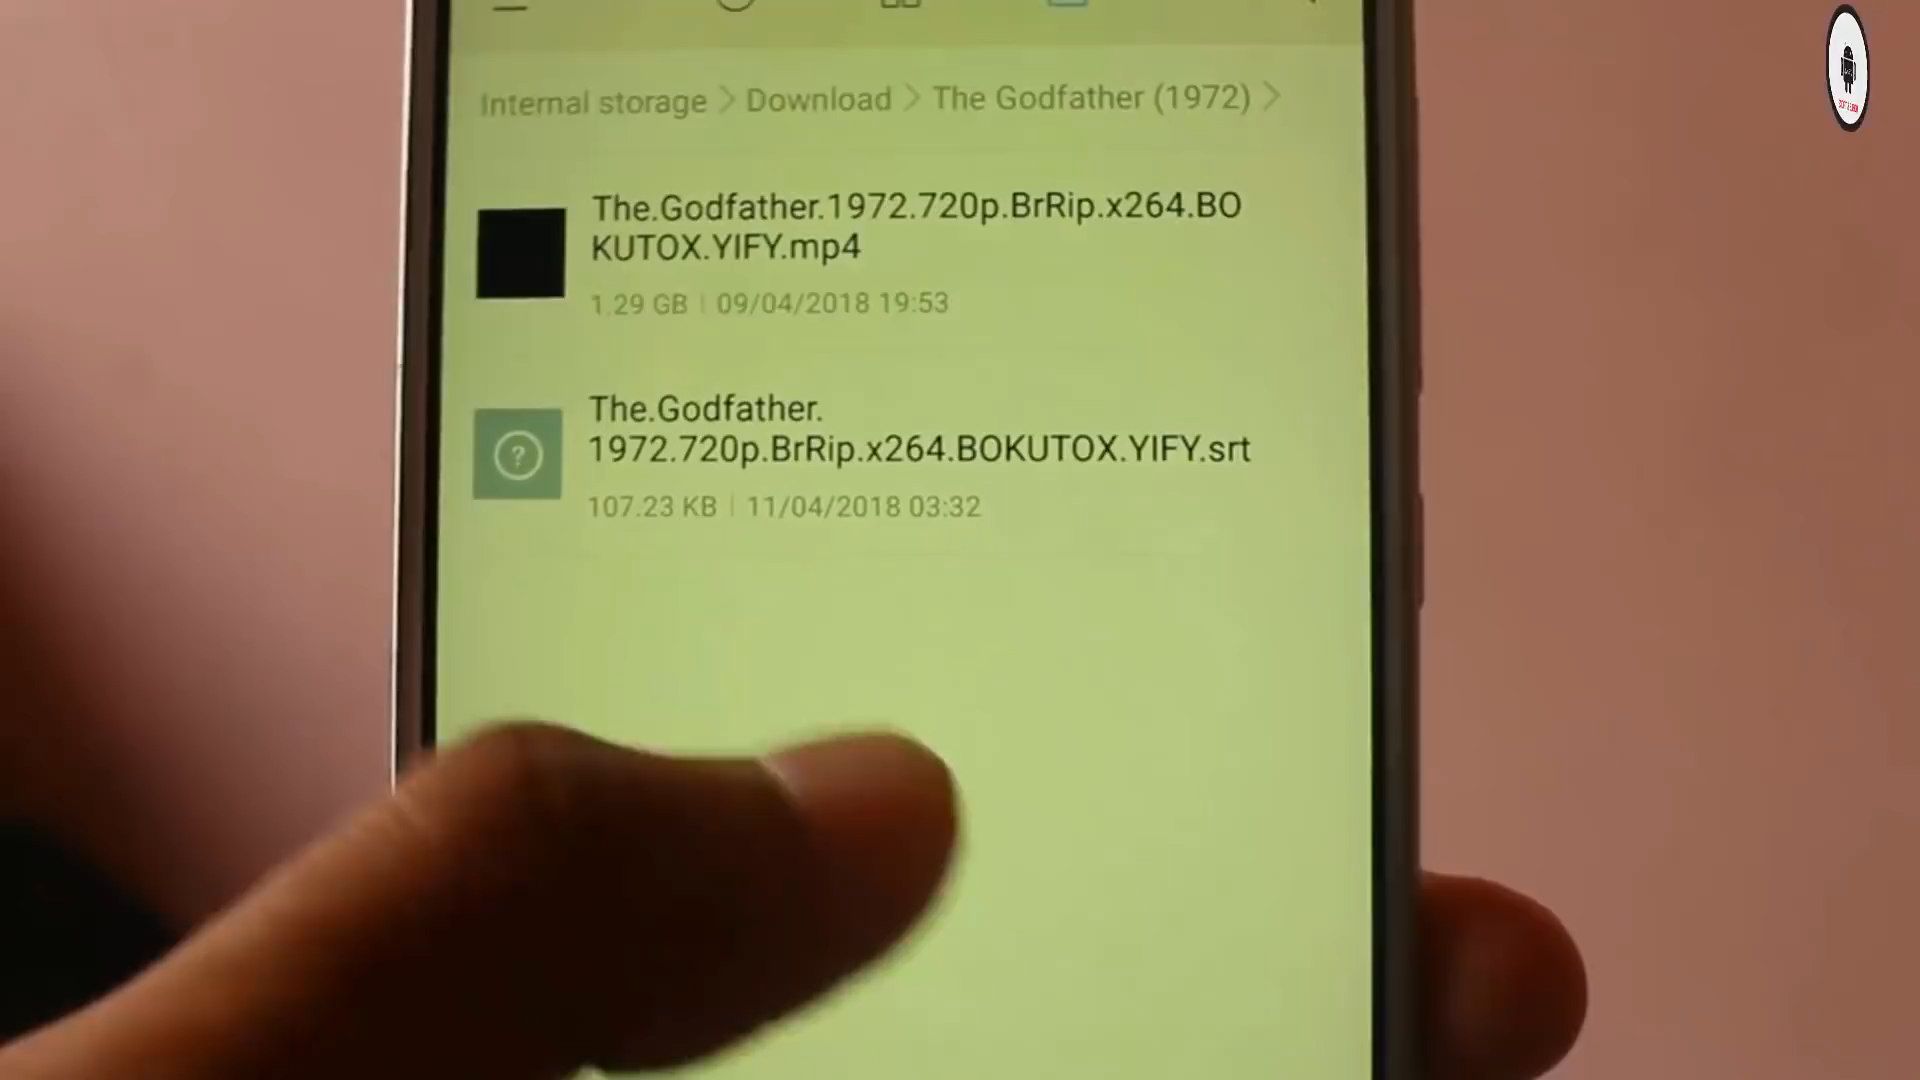 Internal storage > Download > The Godfather (1972) >
The.Godfather.1972.720p.BrRip.x264.BO
KUTOX.YIFY.mp4
1.29 GB | 09/04/2018 19:53
The.Godfather.
1972.720p.BrRip.x264.BOKUTOX.YIFY.srt
107.23 KB | 11/04/2018 03:32